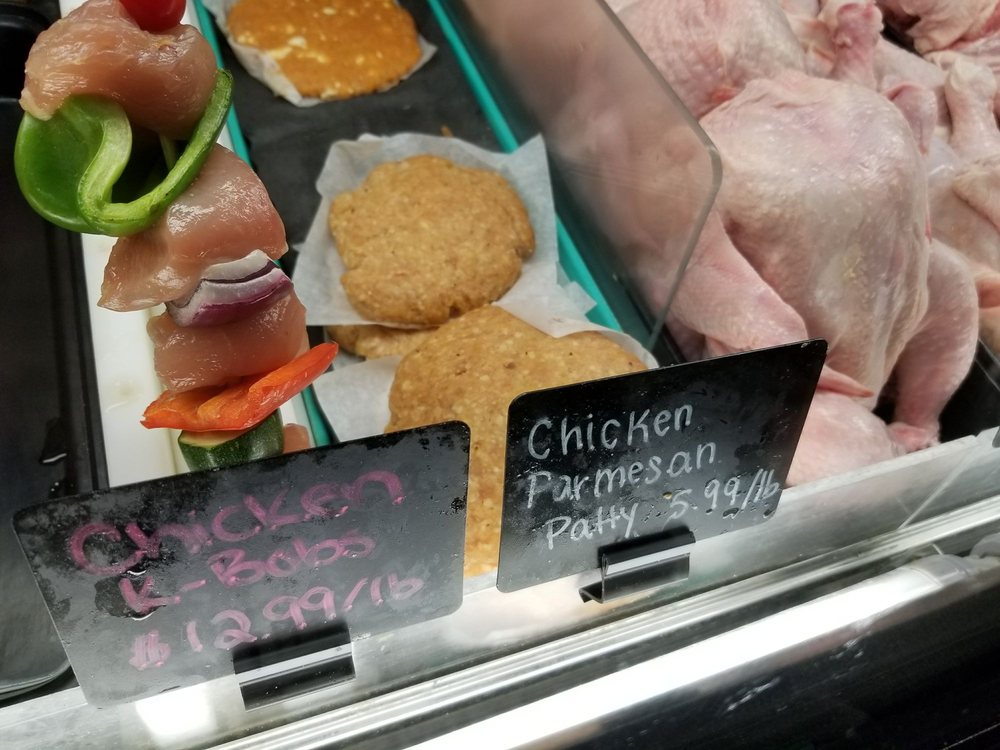 Chicken
K-Bobs
$12.99/lb
Chicken
Parmesan
Patty 5.99/lb